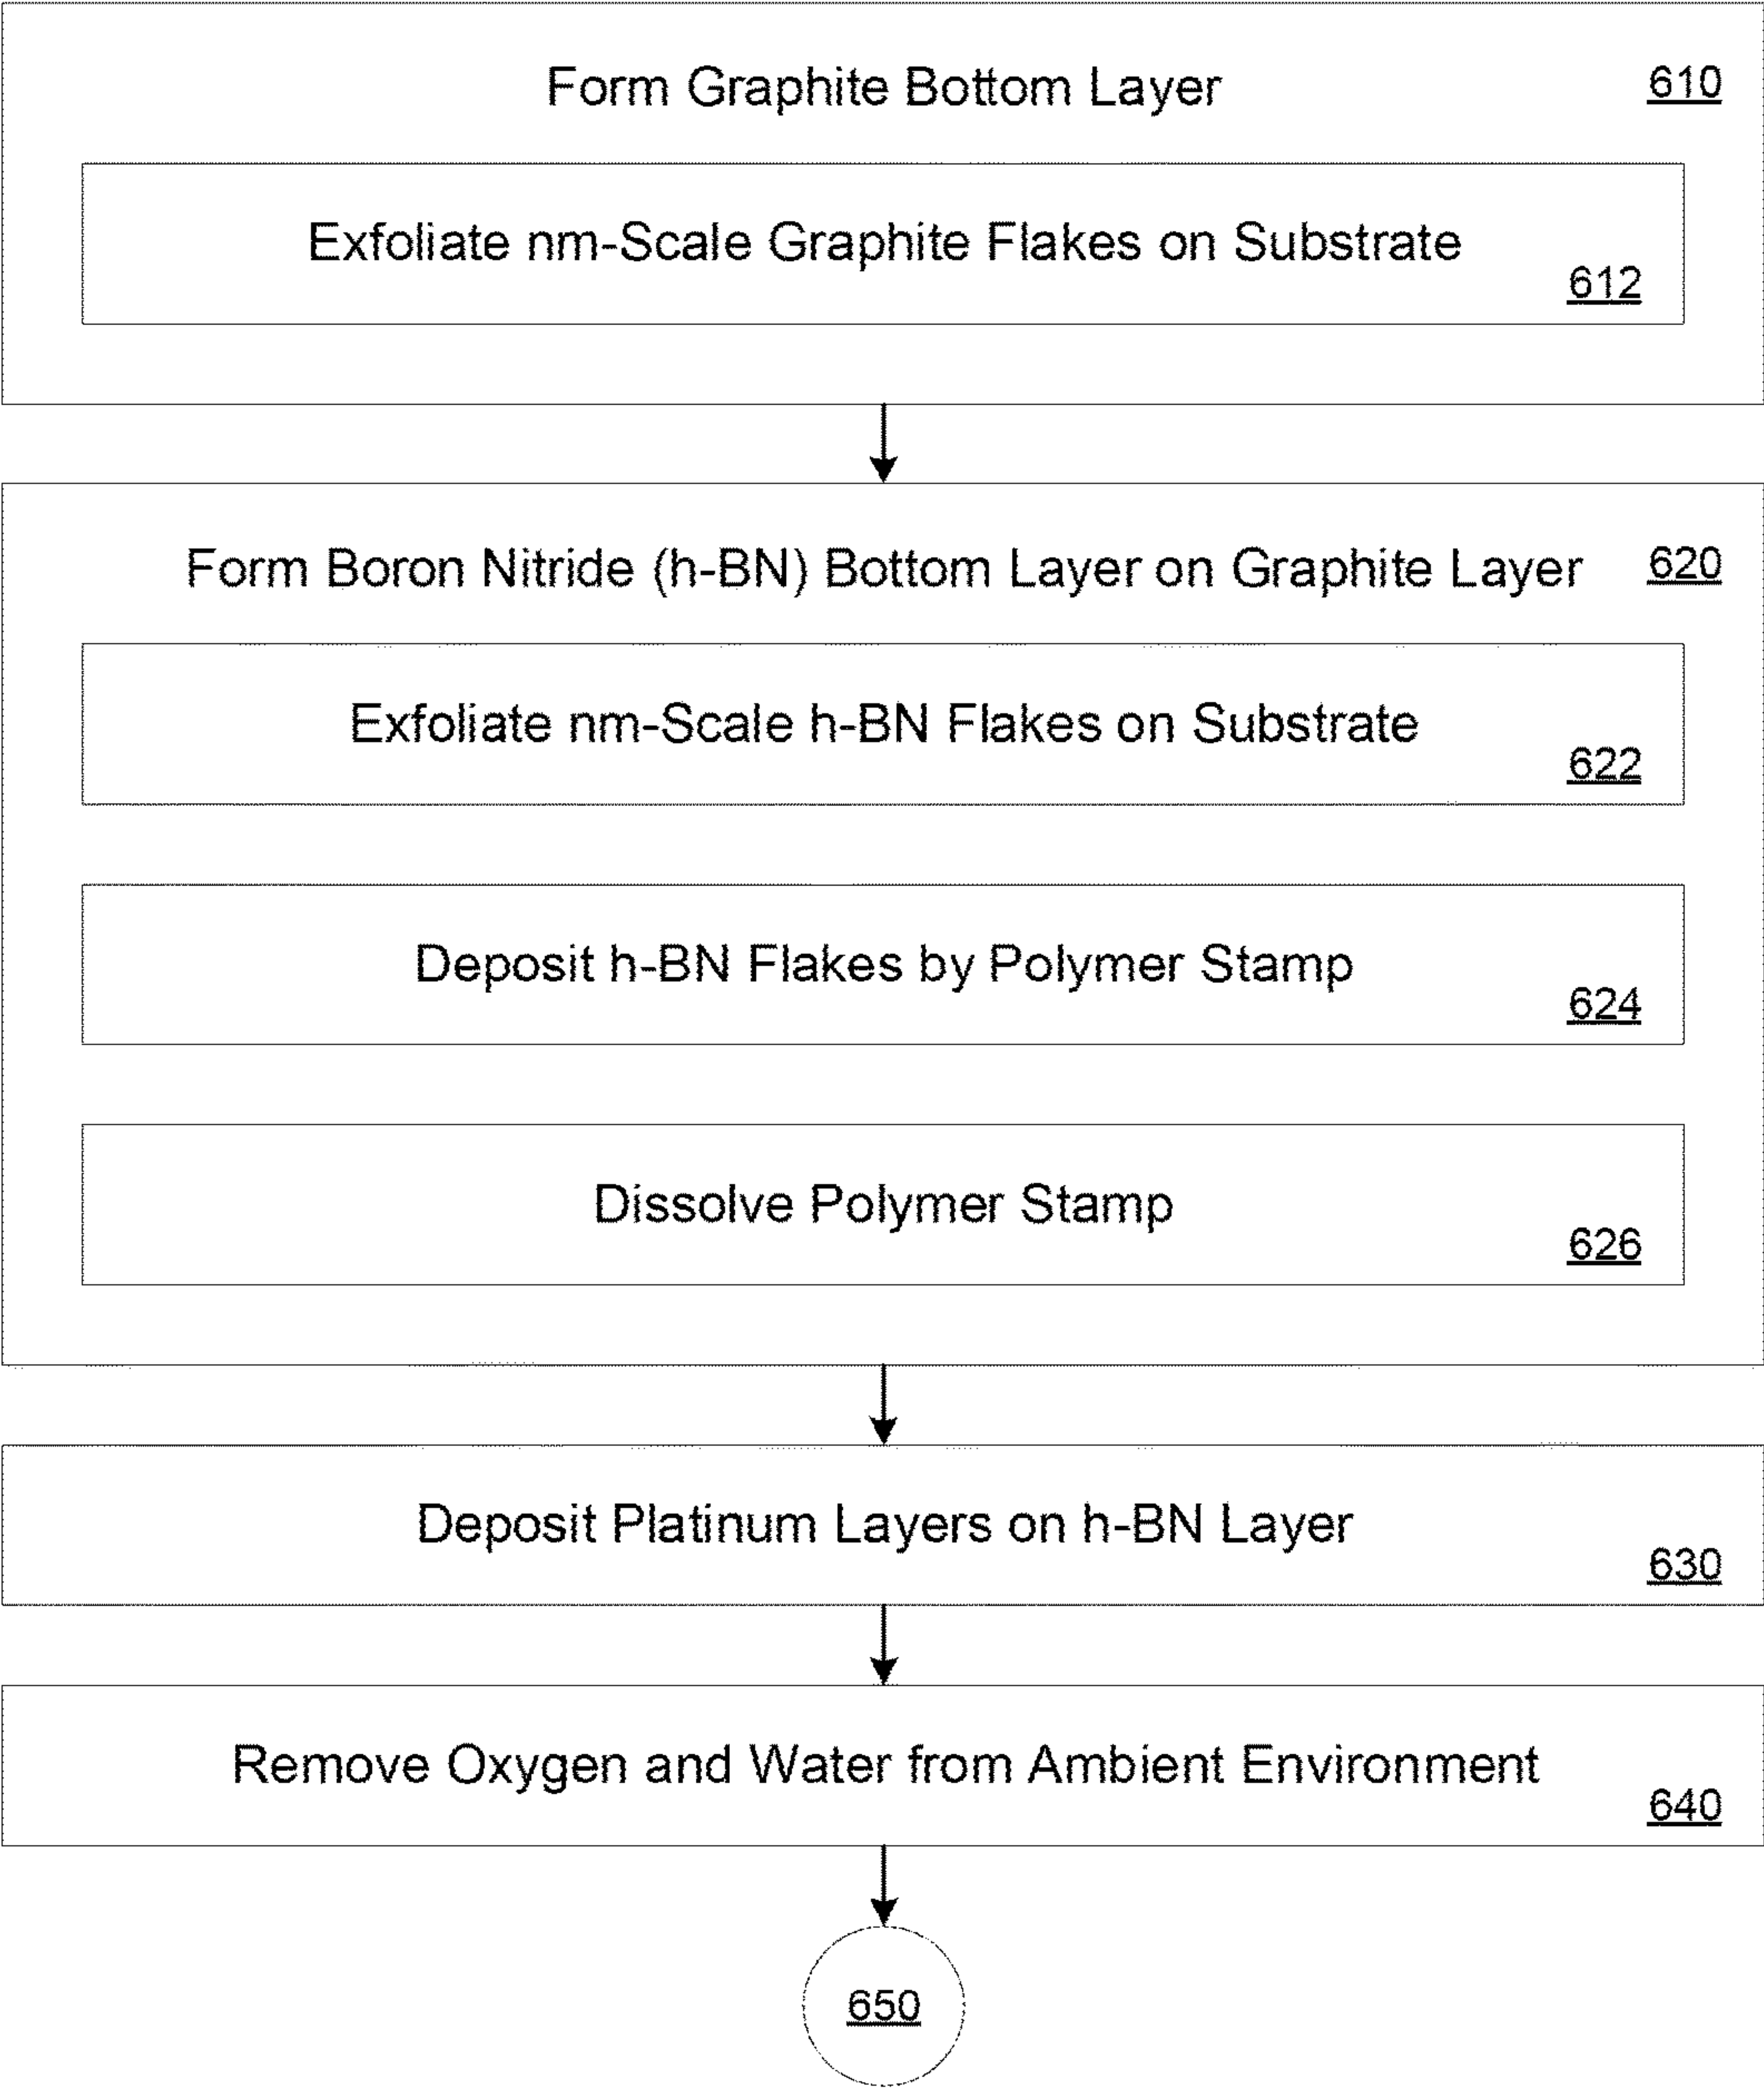 Form Graphite Bottom Layer
610
Exfoliate nm-Scale Graphite Flakes on Substrate
612
Form Boron Nitride (h-BN) Bottom Layer on Graphite Layer
620
Exfoliate nm-Scale h-BN Flakes on Substrate
622
Deposit h-BN Flakes by Polymer Stamp
624
Dissolve Polymer Stamp
626
Deposit Platinum Layers on h-BN Layer
630
Remove Oxygen and Water from Ambient Environment
640
650